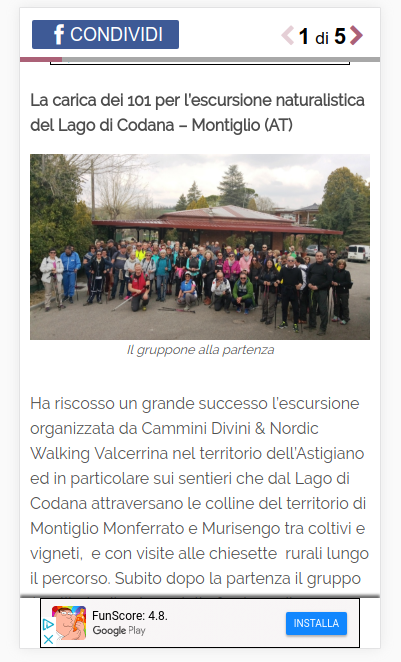 f CONDIVIDI
1 di 5
La carica dei 101 per l'escursione naturalistica
del Lago di Codana – Montiglio (AT)
Il gruppone alla partenza
Ha riscosso un grande successo l'escursione
organizzata da Cammini Divini & Nordic
Walking Valcerrina nel territorio dell'Astigiano
ed in particolare sui sentieri che dal Lago di
Codana attraversano le colline del territorio di
Montiglio Monferrato e Murisengo tra coltivi e
vigneti,  e con visite alle chiesette  rurali lungo
il percorso. Subito dopo la partenza il gruppo
FunScore: 4.8.
Google Play
INSTALLA